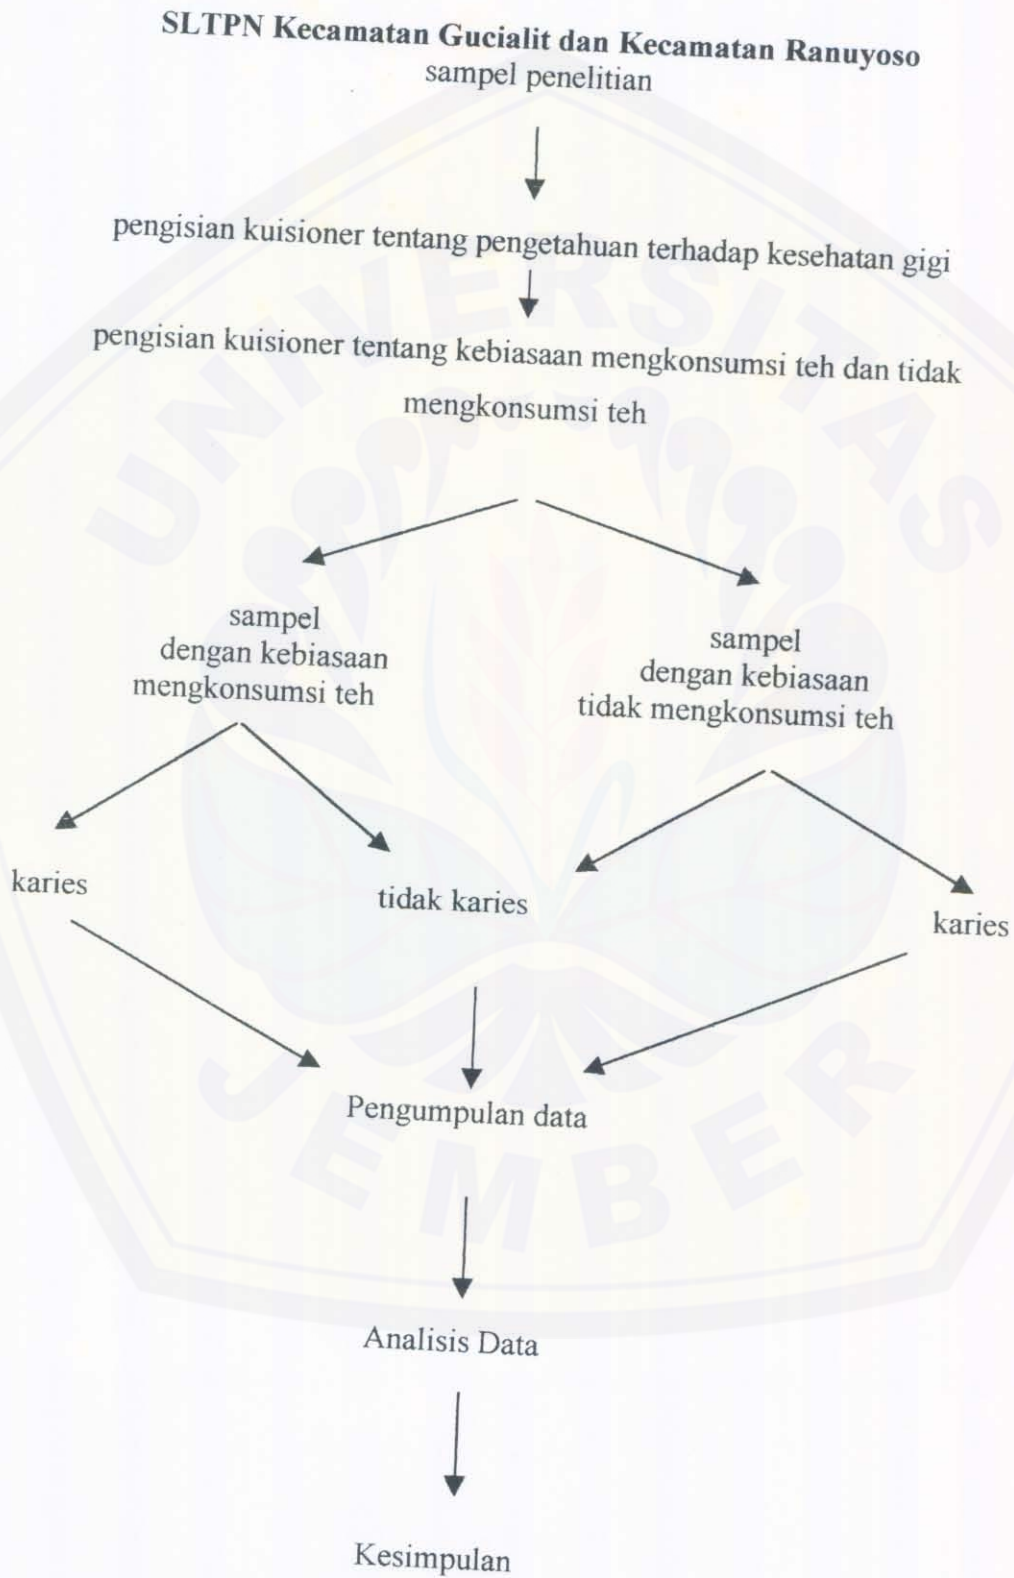 SLTPN Kecamatan Gucialit dan Kecamatan Ranuyoso
sampel penelitian
pengisian kuisioner tentang pengetahuan terhadap kesehatan gigi
pengisian kuisioner tentang kebiasaan mengkonsumsi teh dan tidak
mengkonsumsi teh
sampel
dengan kebiasaan
mengkonsumsi teh
sampel
dengan kebiasaan
tidak mengkonsumsi teh
karies
tidak karies
karies
Pengumpulan data
Analisis Data
Kesimpulan
UNIVERSITAS
JEMBER